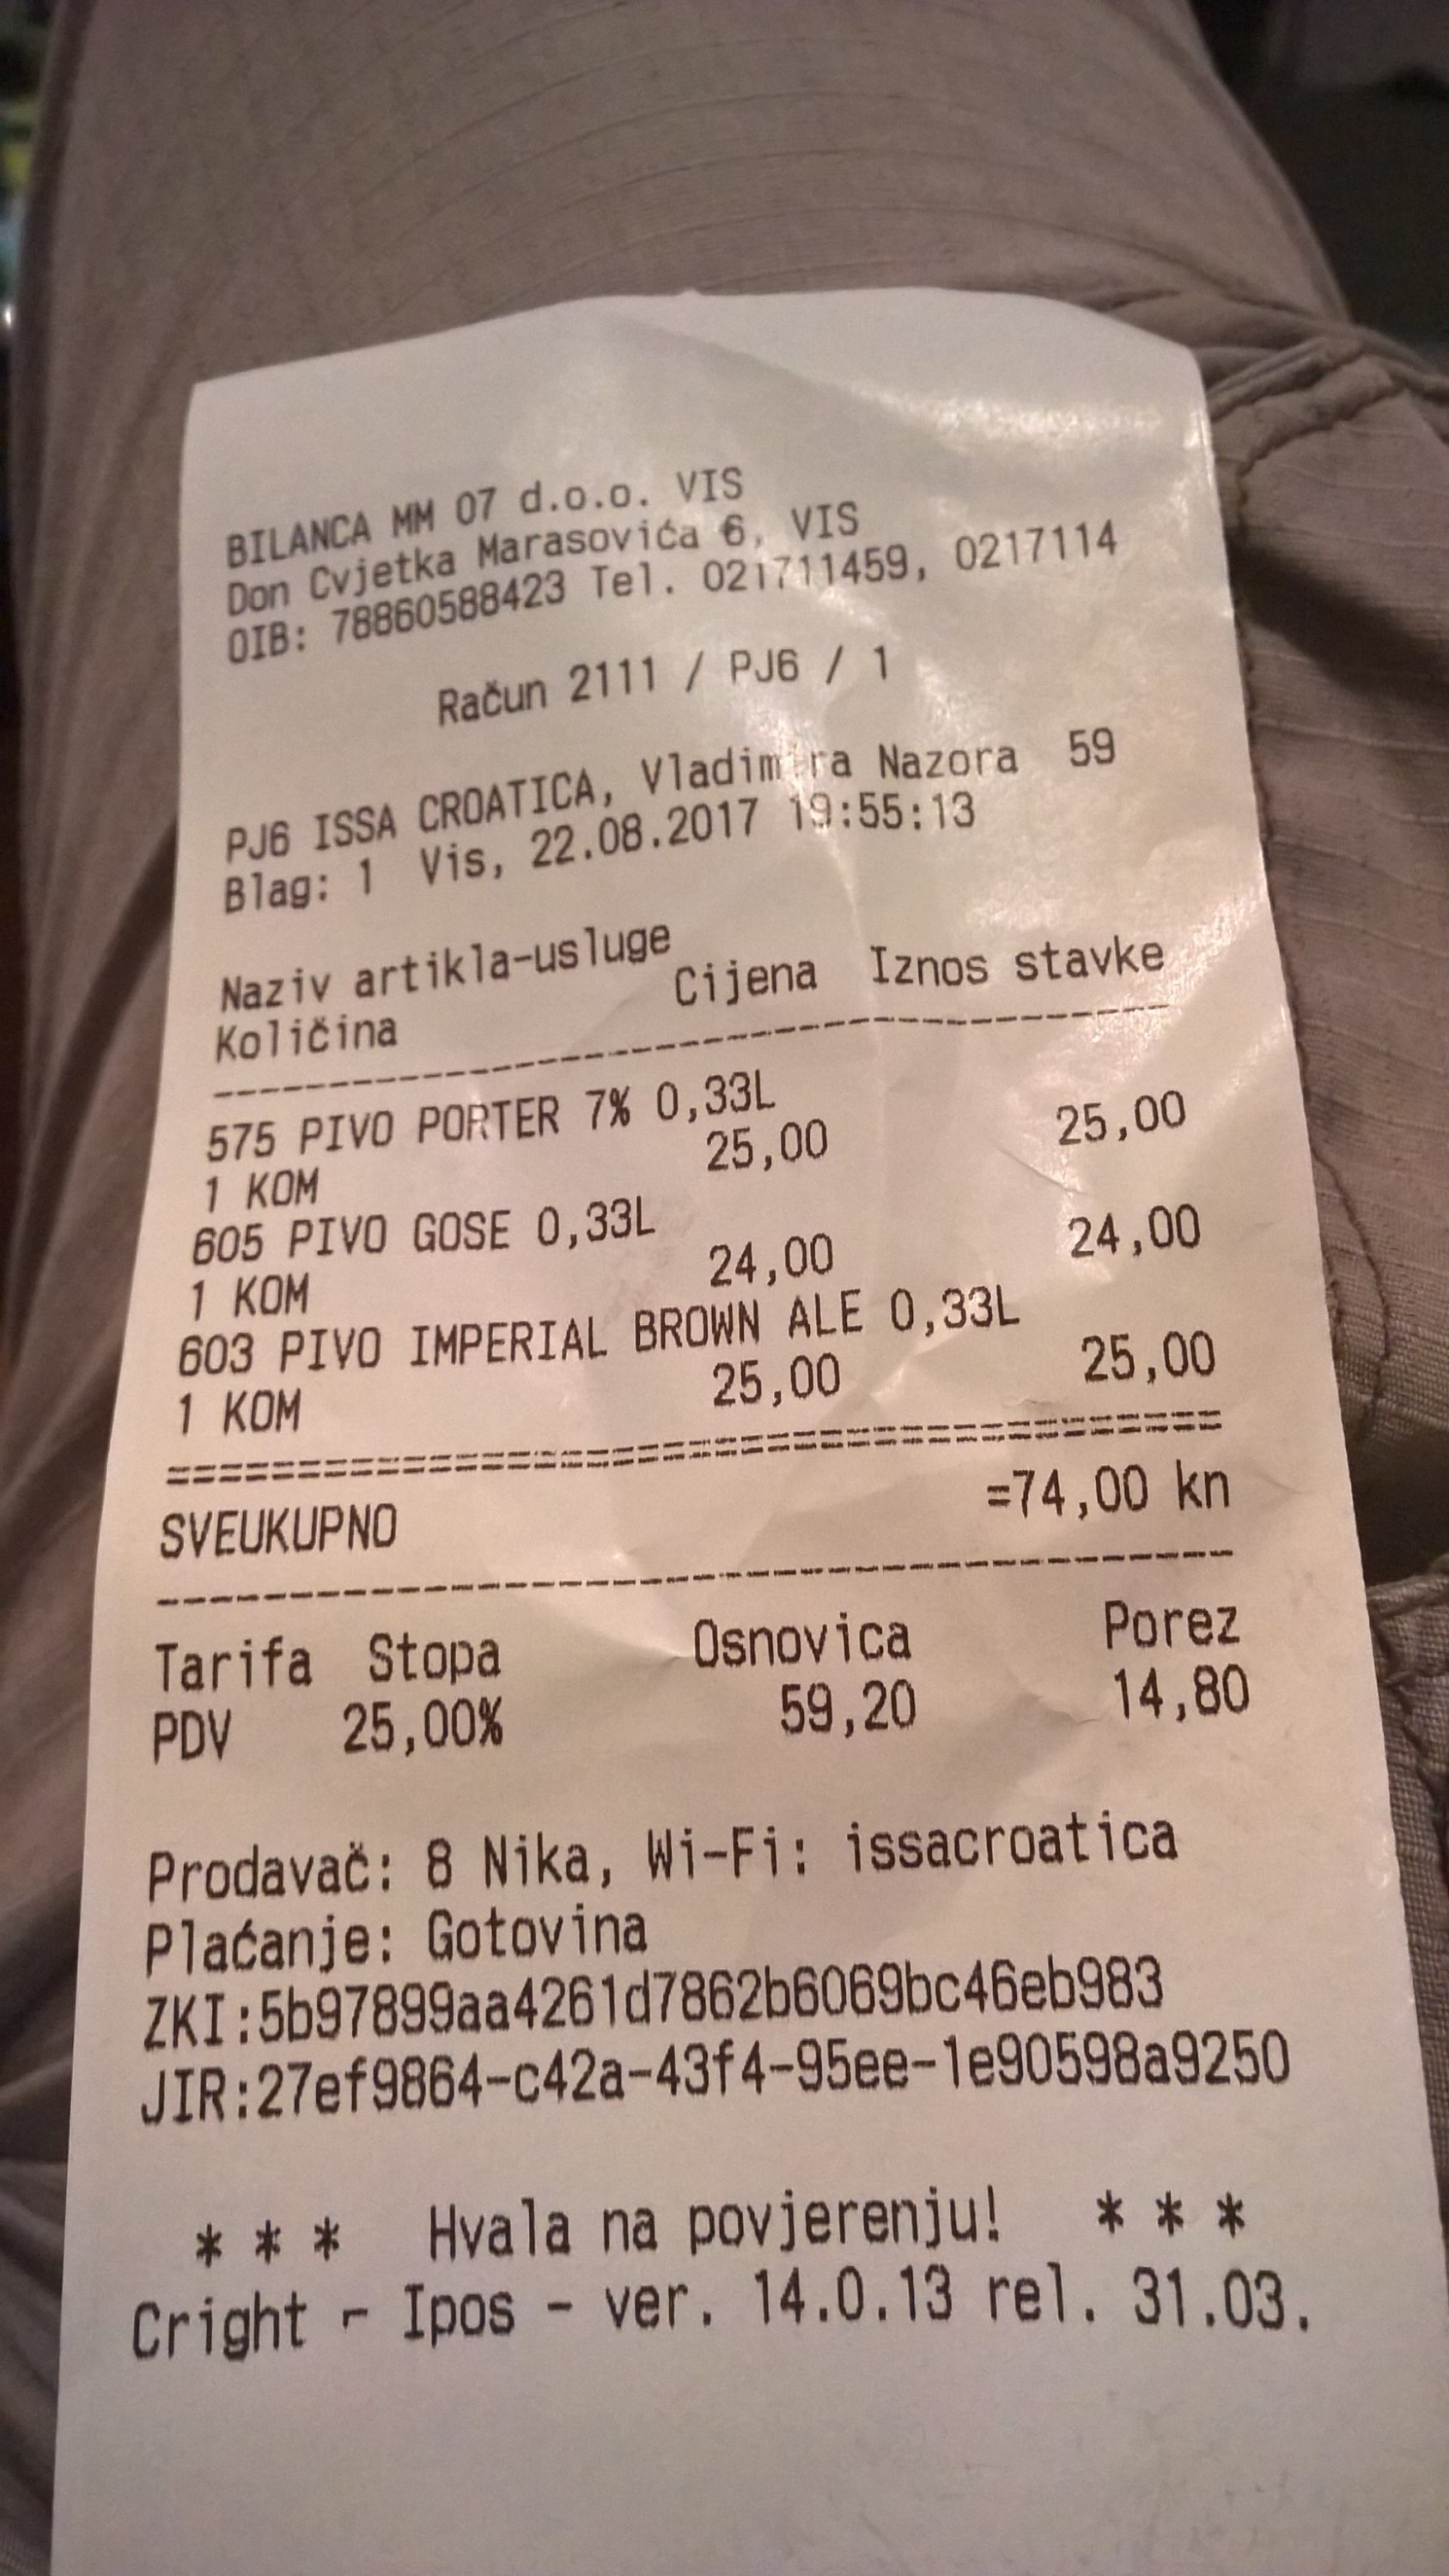 BILANCA MM 07 d.o.o. VIS
Don Cvjetka Marasovića 6, VIS
OIB: 78860588423 Tel. 021711459, 0217114
Račun 2111 / PJ6 / 1
PJ6 ISSA CROATICA, Vladimira Nazora 59
Blag: 1 Vis, 22.08.2017 19:55:13
Naziv artikla-usluge
Količina Cijena Iznos stavke
--------------------------------
575 PIVO PORTER 7% 0,33L
1 KOM 25,00 25,00
605 PIVO GOSE 0,33L
1 KOM 24,00 24,00
603 PIVO IMPERIAL BROWN ALE 0,33L
1 KOM 25,00 25,00
================================
SVEUKUPNO =74,00 kn
--------------------------------
Tarifa Stopa Osnovica Porez
PDV 25,00% 59,20 14,80
Prodavač: 8 Nika, Wi-Fi: issacroatica
Plaćanje: Gotovina
ZKI:5b97899aa4261d7862b6069bc46eb983
JIR:27ef9864-c42a-43f4-95ee-1e90598a9250
* * * Hvala na povjerenju! * * *
Cright - Ipos - ver. 14.0.13 rel. 31.03.